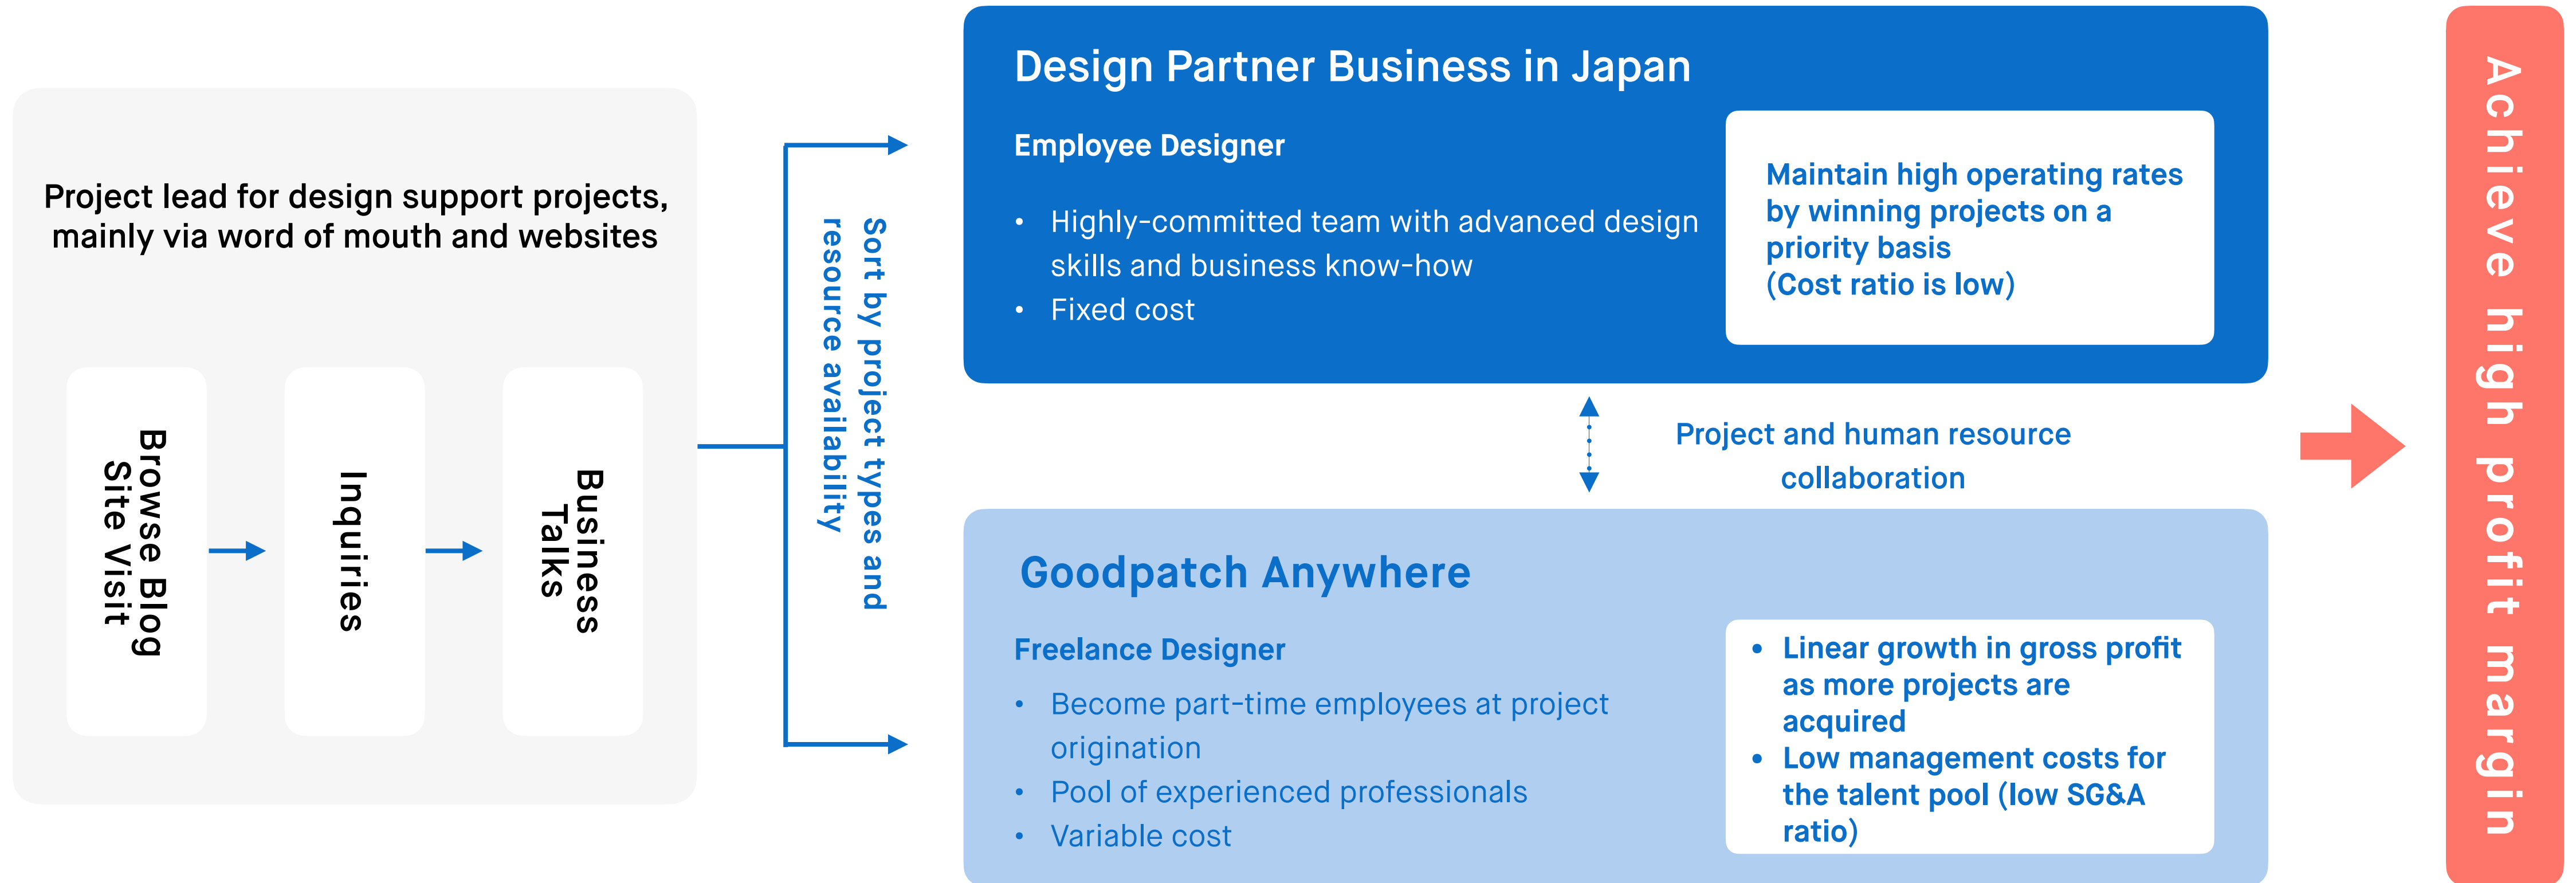 Project lead for design support projects,
mainly via word of mouth and websites
Browse Blog
Site Visit
Inquiries
Business
Talks
Sort by project types and
resource availability
Design Partner Business in Japan
Employee Designer
• Highly-committed team with advanced design
skills and business know-how
• Fixed cost
Maintain high operating rates
by winning projects on a
priority basis
(Cost ratio is low)
Project and human resource
collaboration
Goodpatch Anywhere
Freelance Designer
• Become part-time employees at project
origination
• Pool of experienced professionals
• Variable cost
• Linear growth in gross profit
as more projects are
acquired
• Low management costs for
the talent pool (low SG&A
ratio)
Achieve high profit margin